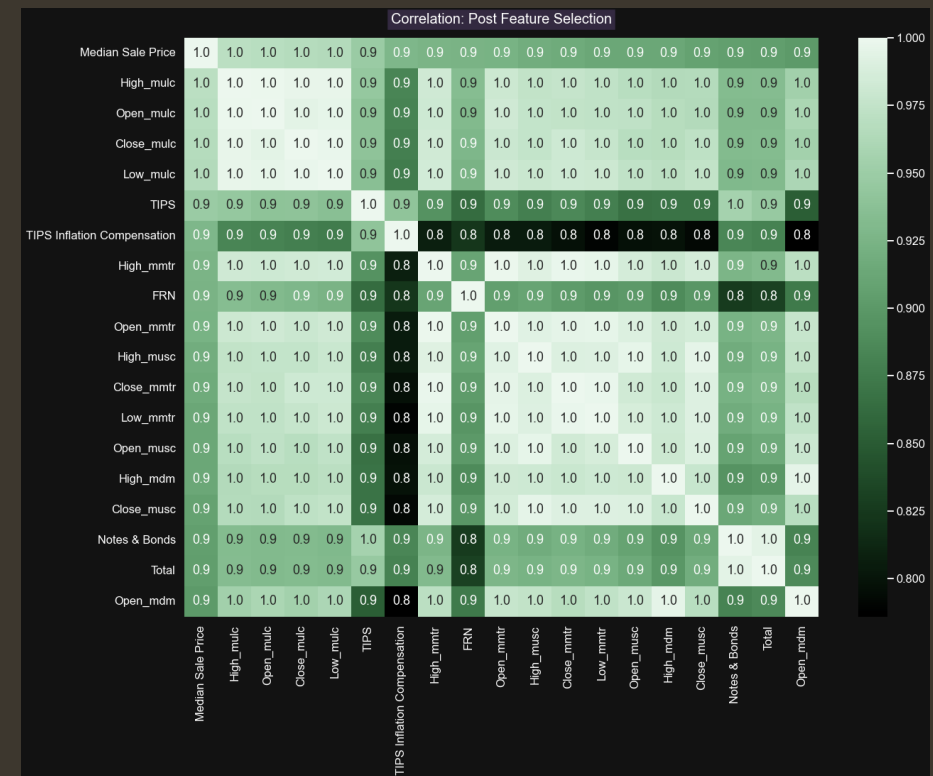 Correlation: Post Feature Selection
Median Sale Price 1.0 1.0 1.0 1.0 1.0 0.9 0.9 0.9 0.9 0.9 0.9 0.9 0.9 0.9 0.9 0.9 0.9 0.9 0.9
High_mulc 1.0 1.0 1.0 1.0 1.0 0.9 0.9 1.0 0.9 1.0 1.0 1.0 1.0 1.0 1.0 1.0 0.9 0.9 1.0
Open_mulc 1.0 1.0 1.0 1.0 1.0 0.9 0.9 1.0 0.9 1.0 1.0 1.0 1.0 1.0 1.0 1.0 0.9 0.9 1.0
Close_mulc 1.0 1.0 1.0 1.0 1.0 0.9 0.9 1.0 0.9 1.0 1.0 1.0 1.0 1.0 1.0 1.0 0.9 0.9 1.0
Low_mulc 1.0 1.0 1.0 1.0 1.0 0.9 0.9 1.0 0.9 1.0 1.0 1.0 1.0 1.0 1.0 1.0 0.9 0.9 1.0
TIPS 0.9 0.9 0.9 0.9 0.9 1.0 0.9 0.9 0.9 0.9 0.9 0.9 0.9 0.9 0.9 0.9 1.0 0.9 0.9
TIPS Inflation Compensation 0.9 0.9 0.9 0.9 0.9 0.9 1.0 0.8 0.8 0.8 0.8 0.8 0.8 0.8 0.8 0.8 0.9 0.9 0.8
High_mmtr 0.9 1.0 1.0 1.0 1.0 0.9 0.8 1.0 0.9 1.0 1.0 1.0 1.0 1.0 1.0 1.0 0.9 0.9 1.0
FRN 0.9 0.9 0.9 0.9 0.9 0.9 0.8 0.9 1.0 0.9 0.9 0.9 0.9 0.9 0.9 0.9 0.8 0.8 0.9
Open_mmtr 0.9 1.0 1.0 1.0 1.0 0.9 0.8 1.0 0.9 1.0 1.0 1.0 1.0 1.0 1.0 1.0 0.9 0.9 1.0
High_musc 0.9 1.0 1.0 1.0 1.0 0.9 0.8 1.0 0.9 1.0 1.0 1.0 1.0 1.0 1.0 1.0 0.9 0.9 1.0
Close_mmtr 0.9 1.0 1.0 1.0 1.0 0.9 0.8 1.0 0.9 1.0 1.0 1.0 1.0 1.0 1.0 1.0 0.9 0.9 1.0
Low_mmtr 0.9 1.0 1.0 1.0 1.0 0.9 0.8 1.0 0.9 1.0 1.0 1.0 1.0 1.0 1.0 1.0 0.9 0.9 1.0
Open_musc 0.9 1.0 1.0 1.0 1.0 0.9 0.8 1.0 0.9 1.0 1.0 1.0 1.0 1.0 1.0 1.0 0.9 0.9 1.0
High_mdm 0.9 1.0 1.0 1.0 1.0 0.9 0.8 1.0 0.9 1.0 1.0 1.0 1.0 1.0 1.0 1.0 0.9 0.9 1.0
Close_musc 0.9 1.0 1.0 1.0 1.0 0.9 0.8 1.0 0.9 1.0 1.0 1.0 1.0 1.0 1.0 1.0 0.9 0.9 1.0
Notes & Bonds 0.9 0.9 0.9 0.9 0.9 1.0 0.9 0.9 0.8 0.9 0.9 0.9 0.9 0.9 0.9 0.9 1.0 1.0 0.9
Total 0.9 0.9 0.9 0.9 0.9 0.9 0.9 0.9 0.8 0.9 0.9 0.9 0.9 0.9 0.9 0.9 1.0 1.0 0.9
Open_mdm 0.9 1.0 1.0 1.0 1.0 0.9 0.8 1.0 0.9 1.0 1.0 1.0 1.0 1.0 1.0 1.0 0.9 0.9 1.0
Median Sale Price
High_mulc
Open_mulc
Close_mulc
Low_mulc
TIPS
TIPS Inflation Compensation
High_mmtr
FRN
Open_mmtr
High_musc
Close_mmtr
Low_mmtr
Open_musc
High_mdm
Close_musc
Notes & Bonds
Total
Open_mdm
1.000
0.975
0.950
0.925
0.900
0.875
0.850
0.825
0.800